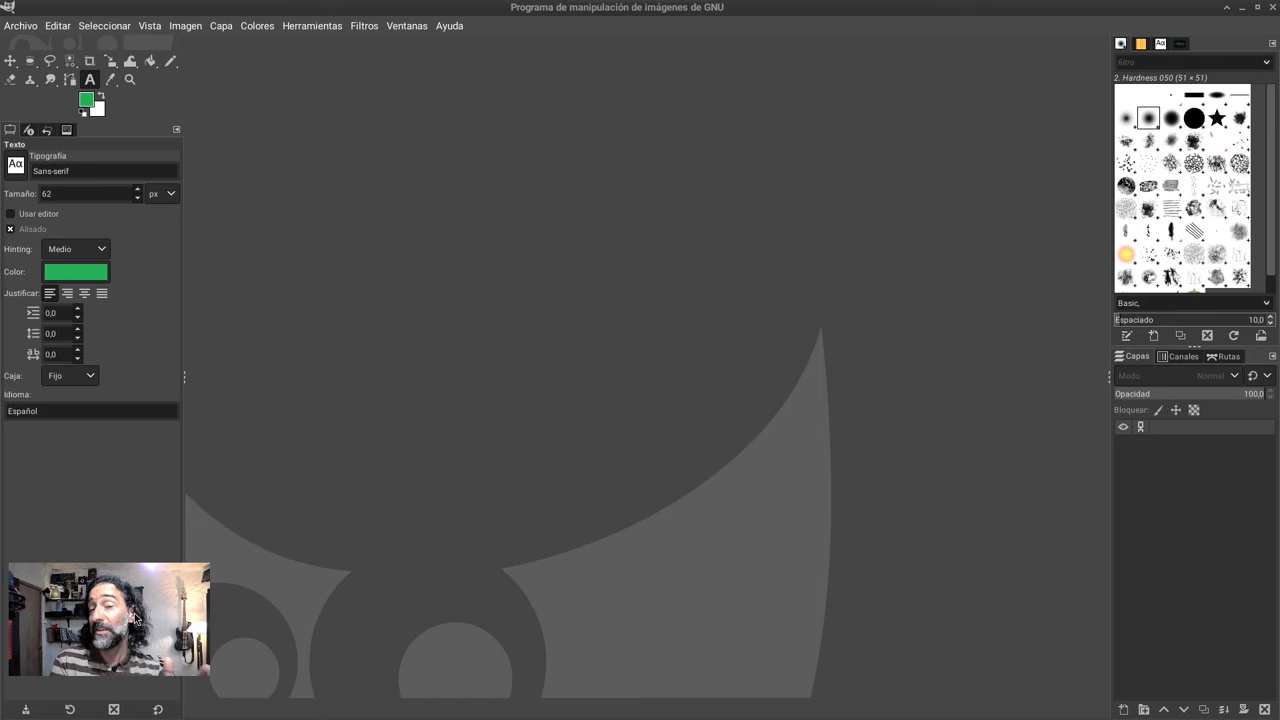 Programa de manipulación de imágenes de GNU
Archivo Editar Seleccionar Vista Imagen Capa Colores Herramientas Filtros Ventanas Ayuda
filtro
2. Hardness 050 (51 × 51)
Texto
Tipografía
Aα Sans-serif
Tamaño: 62 px
Usar editor
Alisado
Hinting: Medio
Color:
Justificar:
0,0
0,0
0,0
Caja: Fijo
Idioma:
Español
Basic,
Espaciado 10,0
Capas Canales Rutas
Modo Normal
Opacidad 100,0
Bloquear: